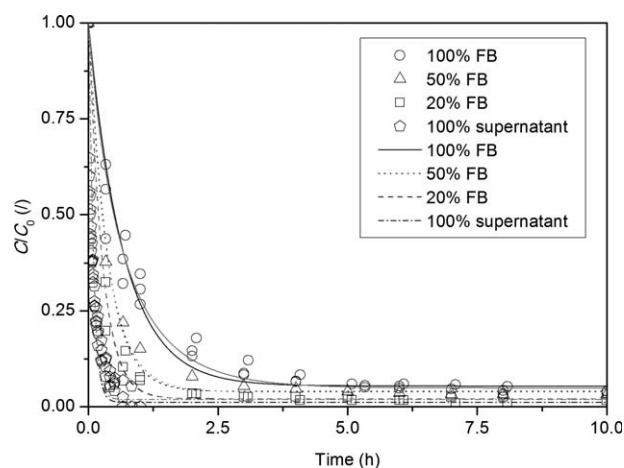 1.00
0.75
0.50
0.25
0.00
C/C0 (/)
100% FB
50% FB
20% FB
100% supernatant
100% FB
50% FB
20% FB
100% supernatant
0.0 2.5 5.0 7.5 10.0
Time (h)